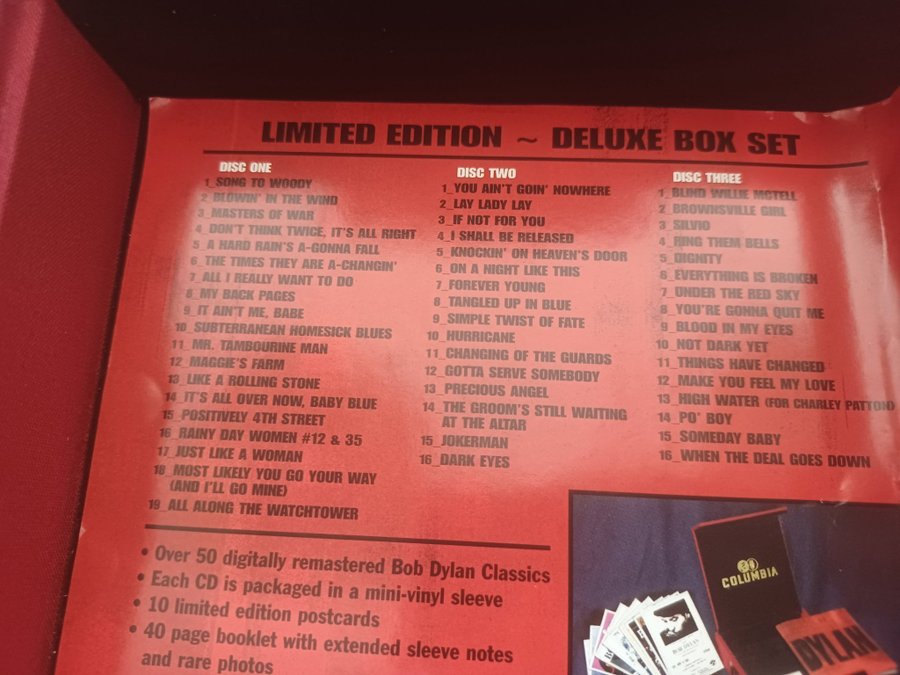 LIMITED EDITION ~ DELUXE BOX SET
DISC ONE
1_SONG TO WOODY
2_BLOWIN' IN THE WIND
3_MASTERS OF WAR
4_DON'T THINK TWICE, IT'S ALL RIGHT
5_A HARD RAIN'S A-GONNA FALL
6_THE TIMES THEY ARE A-CHANGIN'
7_ALL I REALLY WANT TO DO
8_MY BACK PAGES
9_IT AIN'T ME, BABE
10_SUBTERRANEAN HOMESICK BLUES
11_MR. TAMBOURINE MAN
12_MAGGIE'S FARM
13_LIKE A ROLLING STONE
14_IT'S ALL OVER NOW, BABY BLUE
15_POSITIVELY 4TH STREET
16_RAINY DAY WOMEN #12 & 35
17_JUST LIKE A WOMAN
18_MOST LIKELY YOU GO YOUR WAY
(AND I'LL GO MINE)
19_ALL ALONG THE WATCHTOWER
DISC TWO
1_YOU AIN'T GOIN' NOWHERE
2_LAY LADY LAY
3_IF NOT FOR YOU
4_I SHALL BE RELEASED
5_KNOCKIN' ON HEAVEN'S DOOR
6_ON A NIGHT LIKE THIS
7_FOREVER YOUNG
8_TANGLED UP IN BLUE
9_SIMPLE TWIST OF FATE
10_HURRICANE
11_CHANGING OF THE GUARDS
12_GOTTA SERVE SOMEBODY
13_PRECIOUS ANGEL
14_THE GROOM'S STILL WAITING
AT THE ALTAR
15_JOKERMAN
16_DARK EYES
DISC THREE
1_BLIND WILLIE MCTELL
2_BROWNSVILLE GIRL
3_SILVIO
4_RING THEM BELLS
5_DIGNITY
6_EVERYTHING IS BROKEN
7_UNDER THE RED SKY
8_YOU'RE GONNA QUIT ME
9_BLOOD IN MY EYES
10_NOT DARK YET
11_THINGS HAVE CHANGED
12_MAKE YOU FEEL MY LOVE
13_HIGH WATER (FOR CHARLEY PATTON)
14_PO' BOY
15_SOMEDAY BABY
16_WHEN THE DEAL GOES DOWN
• Over 50 digitally remastered Bob Dylan Classics
• Each CD is packaged in a mini-vinyl sleeve
• 10 limited edition postcards
• 40 page booklet with extended sleeve notes
and rare photos
COLUMBIA
DYLAN